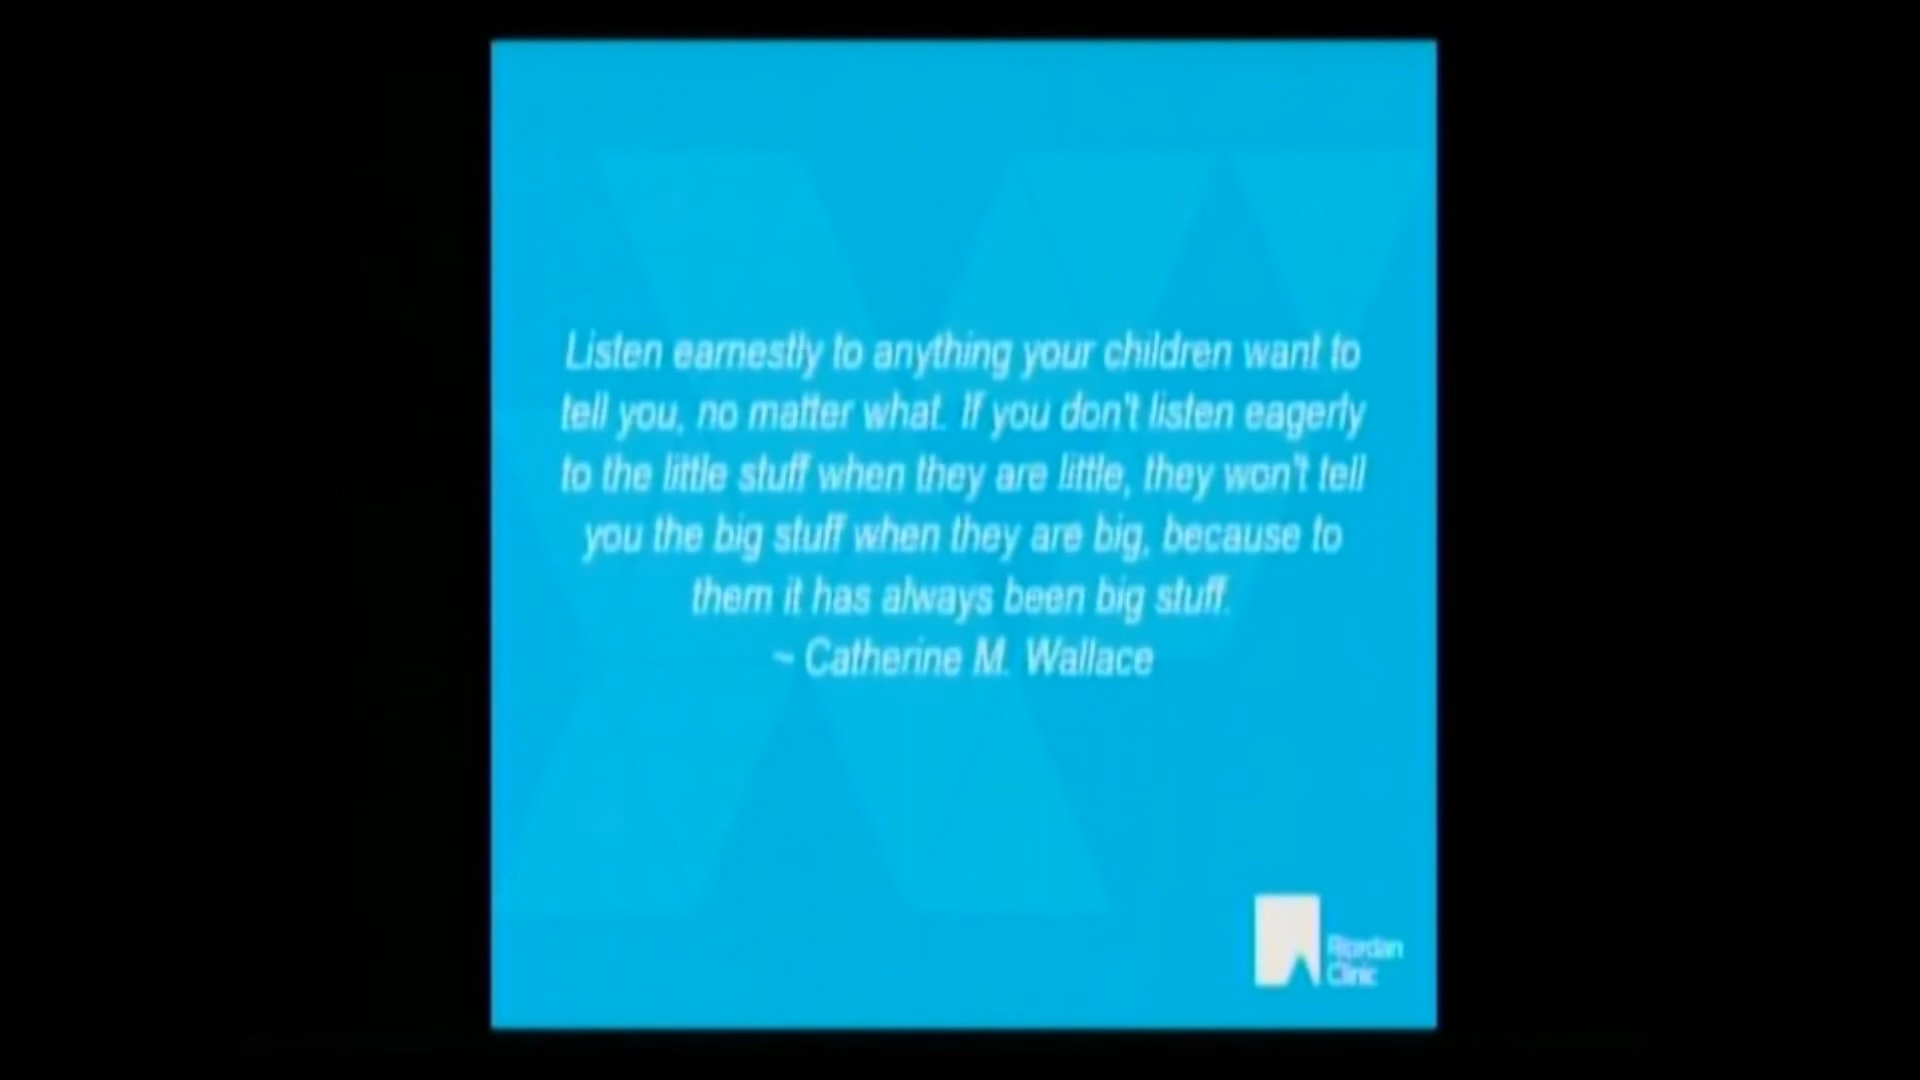 Listen earnestly to anything your children want to
tell you, no matter what. If you don't listen eagerly
to the little stuff when they are little, they won't tell
you the big stuff when they are big, because to
them it has always been big stuff.
~ Catherine M. Wallace
Riordan
Clinic